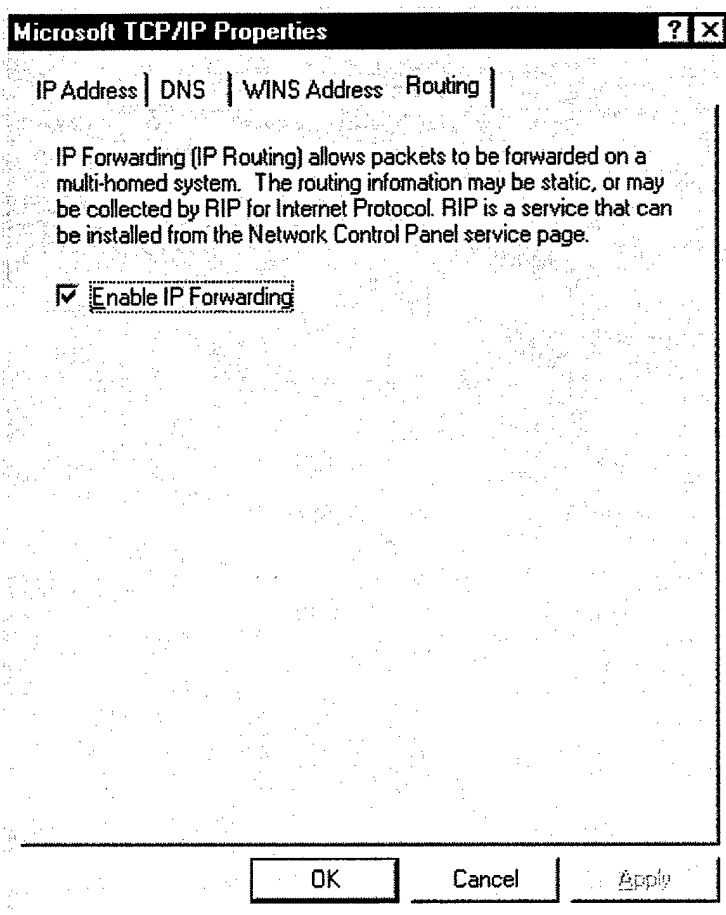 Microsoft TCP/IP Properties
? X
IP Address DNS WINS Address Routing
IP Forwarding (IP Routing) allows packets to be forwarded on a
multi-homed system. The routing infomation may be static, or may
be collected by RIP for Internet Protocol. RIP is a service that can
be installed from the Network Control Panel service page.
Enable IP Forwarding
OK Cancel Apply